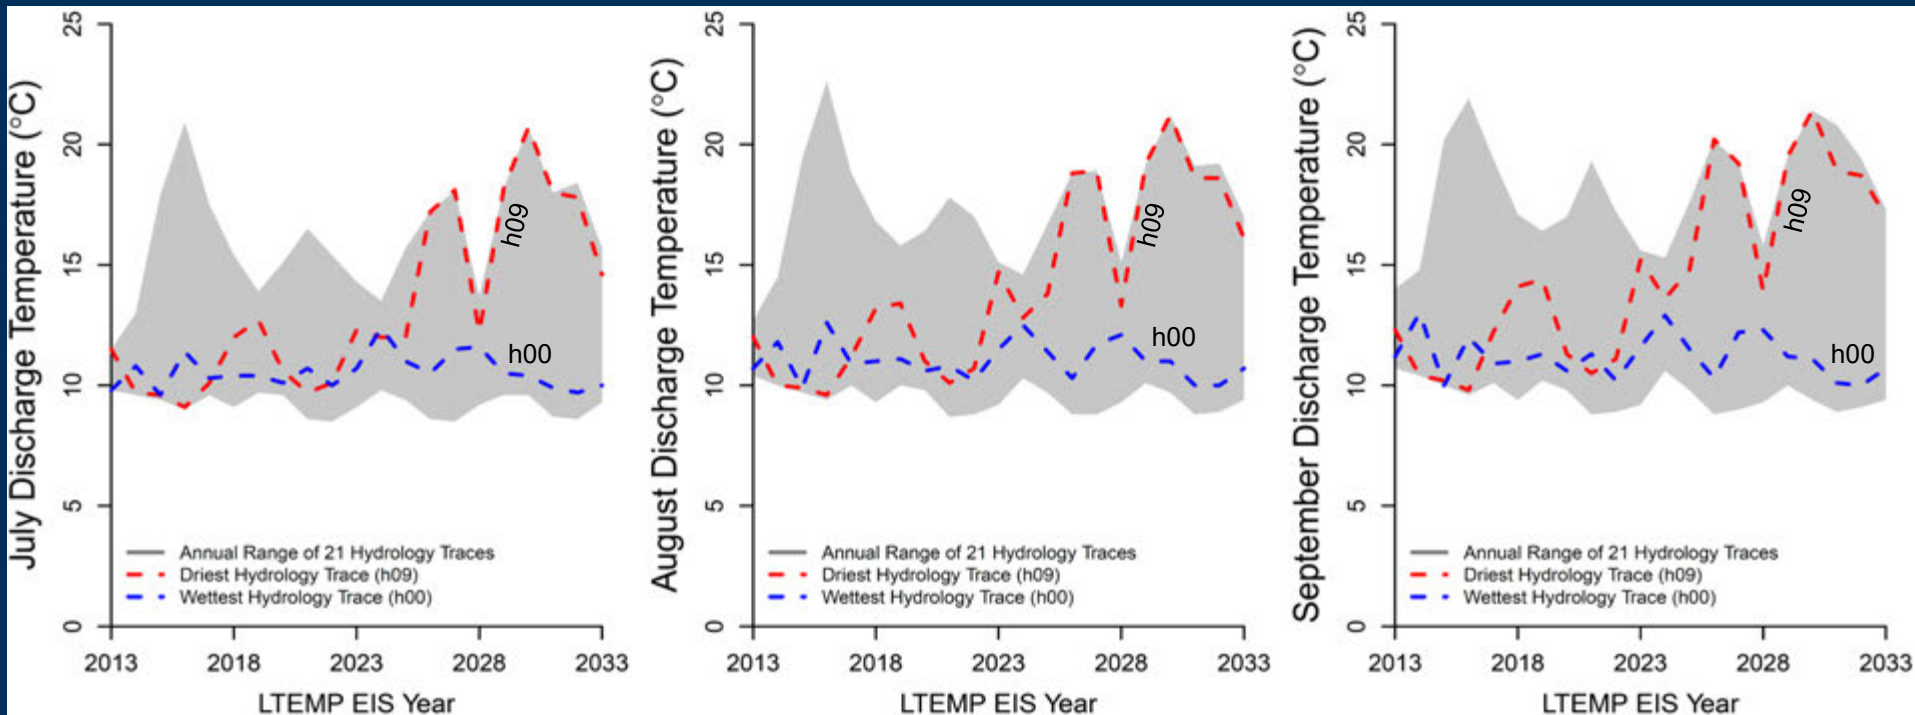 July Discharge Temperature (°C)
25
20
15
10
5
0
h09
h00
Annual Range of 21 Hydrology Traces
Driest Hydrology Trace (h09)
Wettest Hydrology Trace (h00)
2013 2018 2023 2028 2033
LTEMP EIS Year
August Discharge Temperature (°C)
25
20
15
10
5
0
h09
h00
Annual Range of 21 Hydrology Traces
Driest Hydrology Trace (h09)
Wettest Hydrology Trace (h00)
2013 2018 2023 2028 2033
LTEMP EIS Year
September Discharge Temperature (°C)
25
20
15
10
5
0
h09
h00
Annual Range of 21 Hydrology Traces
Driest Hydrology Trace (h09)
Wettest Hydrology Trace (h00)
2013 2018 2023 2028 2033
LTEMP EIS Year